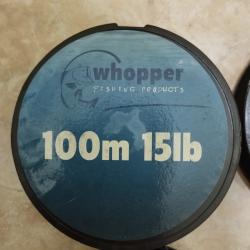 whopper
FISHING PRODUCTS
100m 15lb